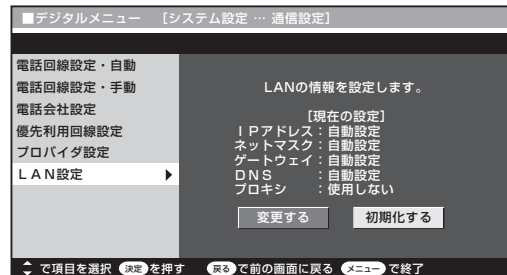 ■デジタルメニュー ［システム設定 … 通信設定］
電話回線設定・自動
電話回線設定・手動
電話会社設定
優先利用回線設定
プロバイダ設定
ＬＡＮ設定
LANの情報を設定します。
［現在の設定］
ＩＰアドレス：自動設定
ネットマスク：自動設定
ゲートウェイ：自動設定
ＤＮＳ　　　：自動設定
プロキシ　　：使用しない
変更する
初期化する
で項目を選択 決定 を押す 戻る で前の画面に戻る メニュー で終了